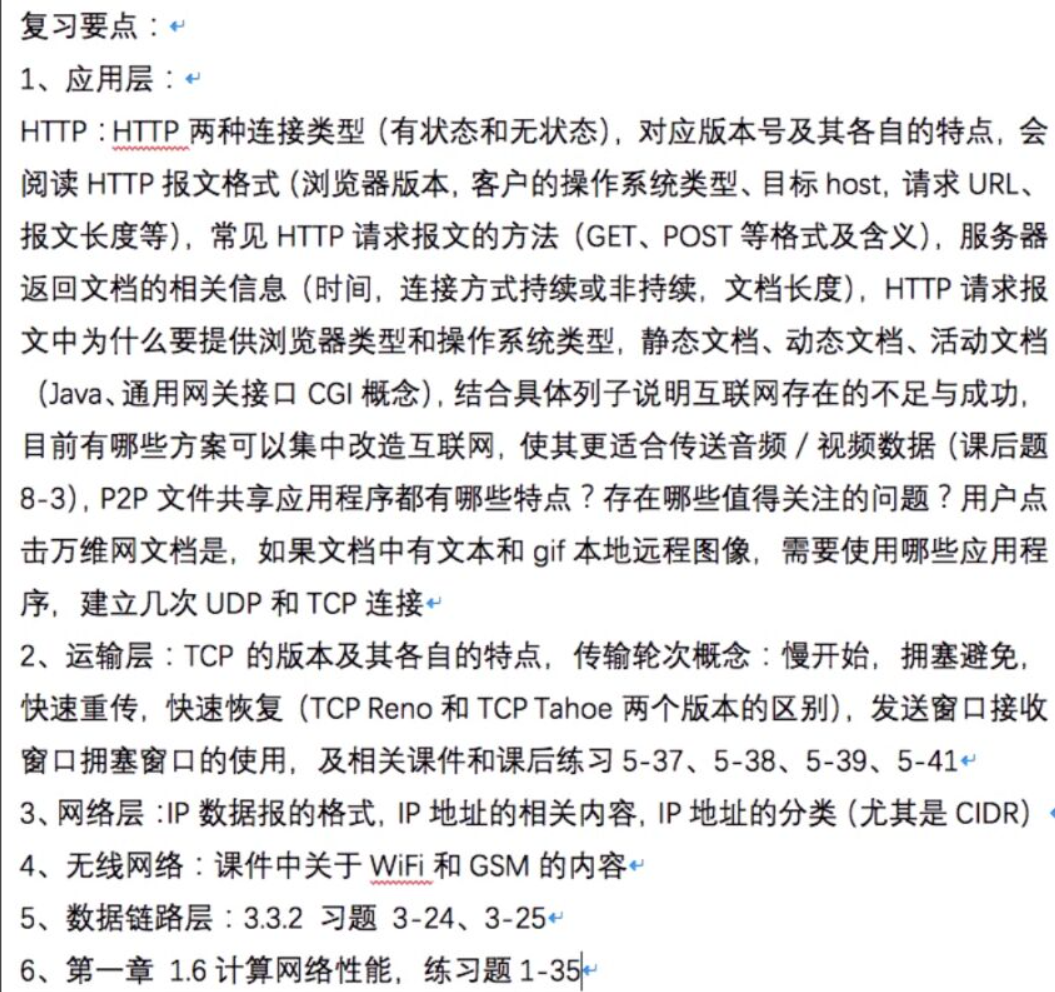 复习要点：
1、应用层：
HTTP：HTTP 两种连接类型（有状态和无状态），对应版本号及其各自的特点，会
阅读 HTTP 报文格式（浏览器版本，客户的操作系统类型、目标 host，请求 URL、
报文长度等），常见 HTTP 请求报文的方法（GET、POST 等格式及含义），服务器
返回文档的相关信息（时间，连接方式持续或非持续，文档长度），HTTP 请求报
文中为什么要提供浏览器类型和操作系统类型，静态文档、动态文档、活动文档
（Java、通用网关接口 CGI 概念），结合具体列子说明互联网存在的不足与成功，
目前有哪些方案可以集中改造互联网，使其更适合传送音频 / 视频数据（课后题
8-3），P2P 文件共享应用程序都有哪些特点？存在哪些值得关注的问题？用户点
击万维网文档是，如果文档中有文本和 gif 本地远程图像，需要使用哪些应用程
序，建立几次 UDP 和 TCP 连接
2、运输层：TCP 的版本及其各自的特点，传输轮次概念：慢开始，拥塞避免，
快速重传，快速恢复（TCP Reno 和 TCP Tahoe 两个版本的区别），发送窗口接收
窗口拥塞窗口的使用，及相关课件和课后练习 5-37、5-38、5-39、5-41
3、网络层：IP 数据报的格式，IP 地址的相关内容，IP 地址的分类（尤其是 CIDR）
4、无线网络：课件中关于 WiFi 和 GSM 的内容
5、数据链路层：3.3.2 习题 3-24、3-25
6、第一章 1.6 计算网络性能，练习题 1-35